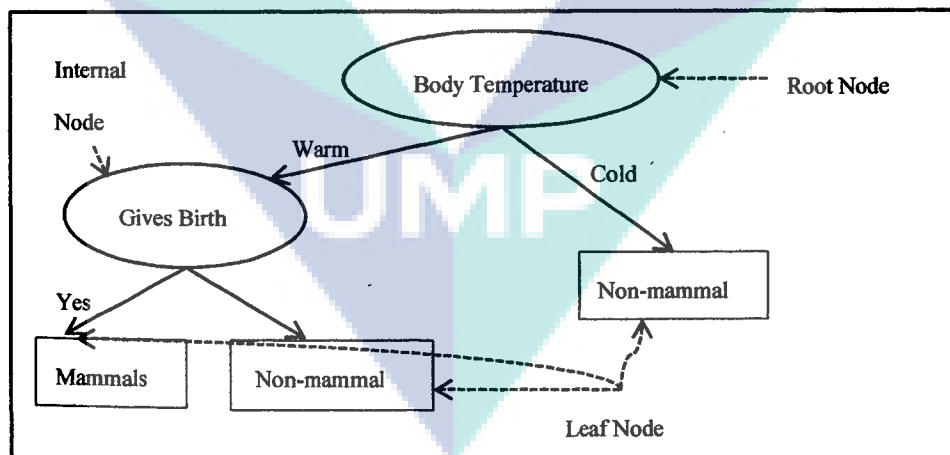 Internal
Node
Body Temperature
Root Node
Warm
Cold
UMP
Gives Birth
Non-mammal
Yes
Mammals
Non-mammal
Leaf Node